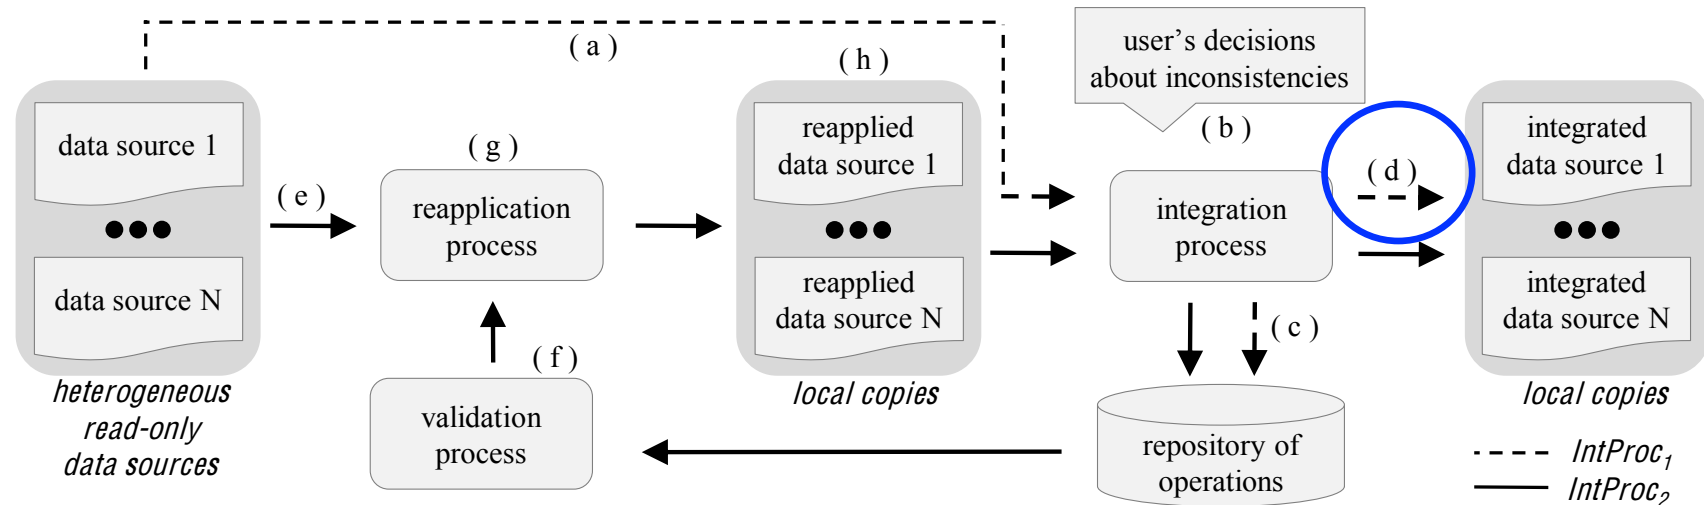 ( a )
user's decisions
about inconsistencies
( h )
data source 1
reapplied
data source 1
( b )
integrated
data source 1
( g )
( d )
( e )
reapplication
process
integration
process
data source N
reapplied
data source N
integrated
data source N
( c )
( f )
heterogeneous
read-only
data sources
validation
process
local copies
repository of
operations
local copies
IntProc1
IntProc2